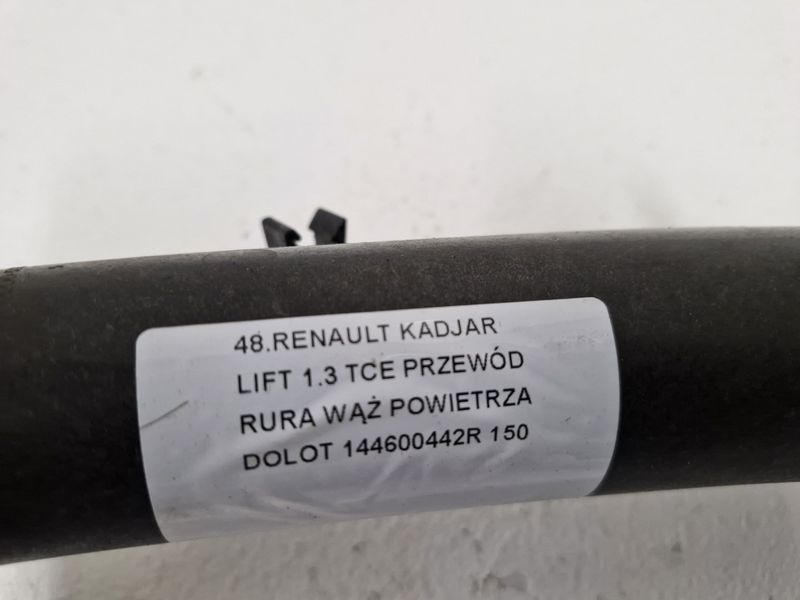 48.RENAULT KADJAR
LIFT 1.3 TCE PRZEWÓD
RURA WĄŻ POWIETRZA
DOLOT 144600442R 150